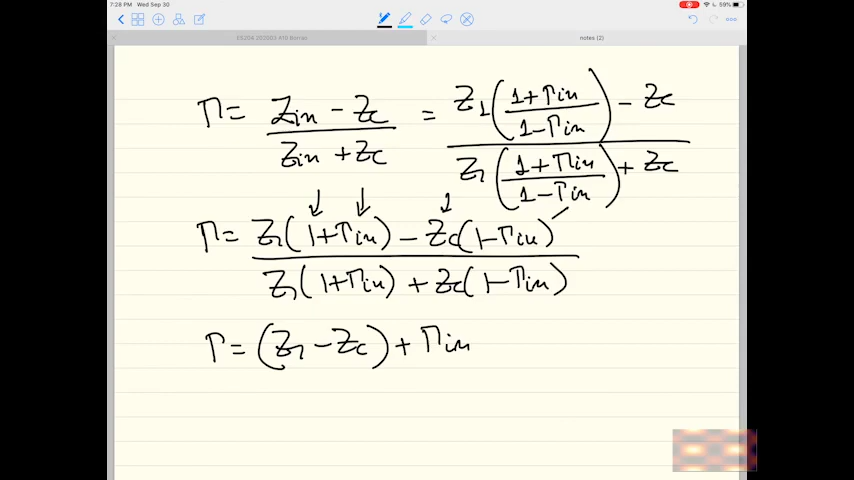 7:28 PM Wed Sep 30
59%
EE204 2E2003 #10 Borras
notes (2)
Γ = (Zin − Zc)/(Zin + Zc) = (Z1((1+Γin)/(1−Γin)) − Zc)/(Z1((1+Γin)/(1−Γin)) + Zc)
Γ = (Z1(1+Γin) − Zc(1−Γin))/(Z1(1+Γin) + Zc(1−Γin))
Γ = (Z1 − Zc) + Γin